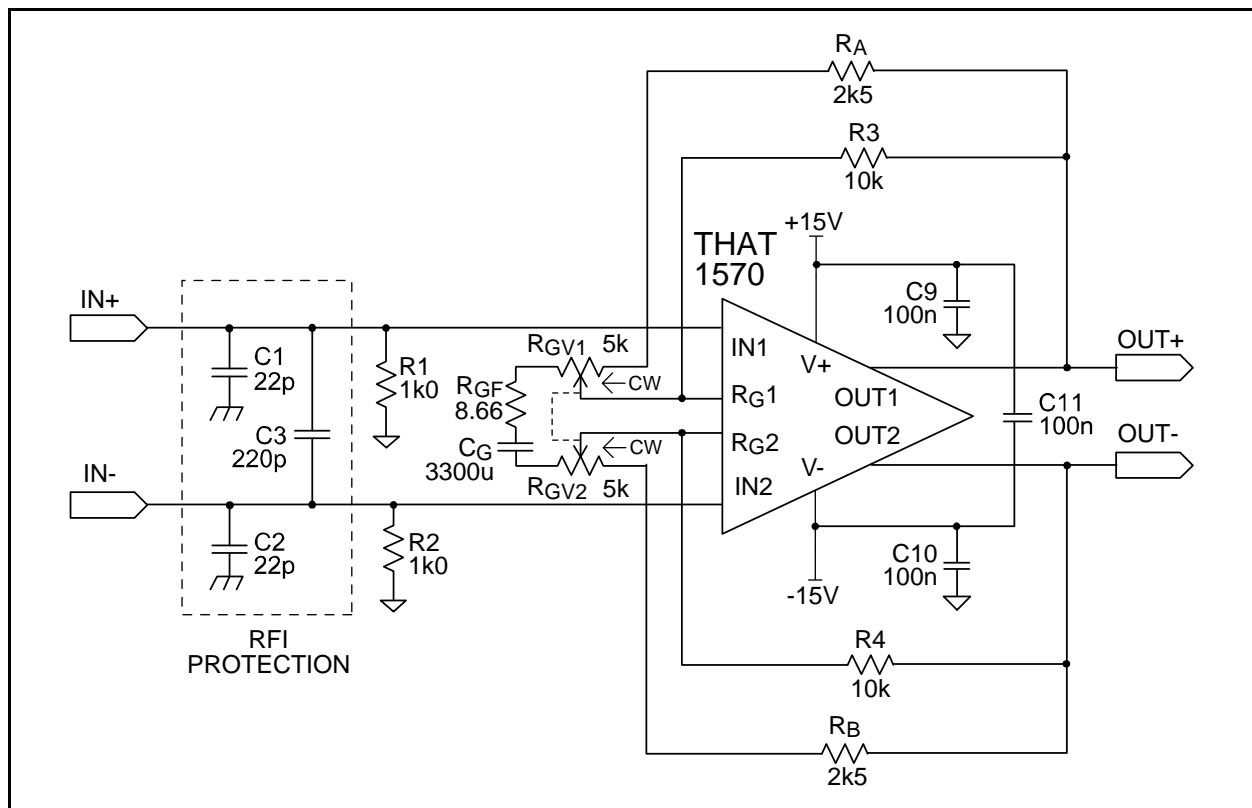 RA
2k5
R3
10k
+15V
THAT
1570
C9
100n
IN+
C1
22p
R1
1k0
RGV1 5k
←CW
RGF
8.66
IN1
V+
RG1
OUT1
OUT+
C3
220p
CG
3300u
←CW
RG2
OUT2
C11
100n
IN-
RGV2 5k
V-
IN2
OUT-
C2
22p
R2
1k0
C10
100n
-15V
RFI
PROTECTION
R4
10k
RB
2k5